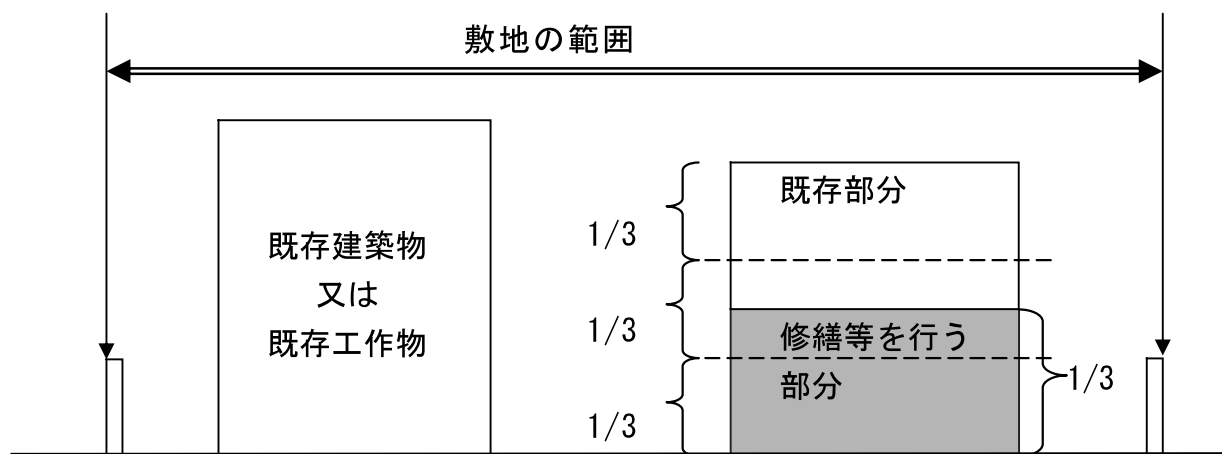 敷地の範囲
既存建築物
又は
既存工作物
1/3
1/3
1/3
既存部分
修繕等を行う
部分
1/3